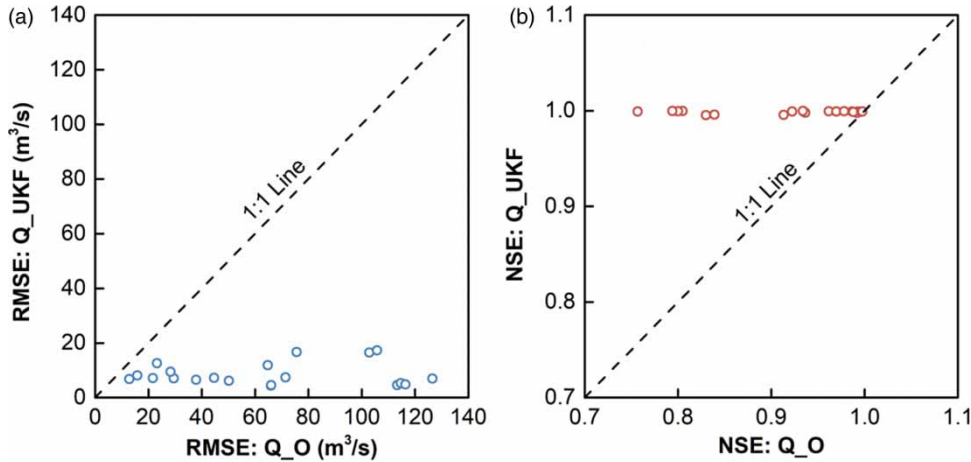 (a)
140
120
100
80
60
40
20
0
RMSE: Q_UKF (m³/s)
1:1 Line
0 20 40 60 80 100 120 140
RMSE: Q_O (m³/s)
(b)
1.1
1.0
0.9
0.8
0.7
NSE: Q_UKF
1:1 Line
0.7 0.8 0.9 1.0 1.1
NSE: Q_O